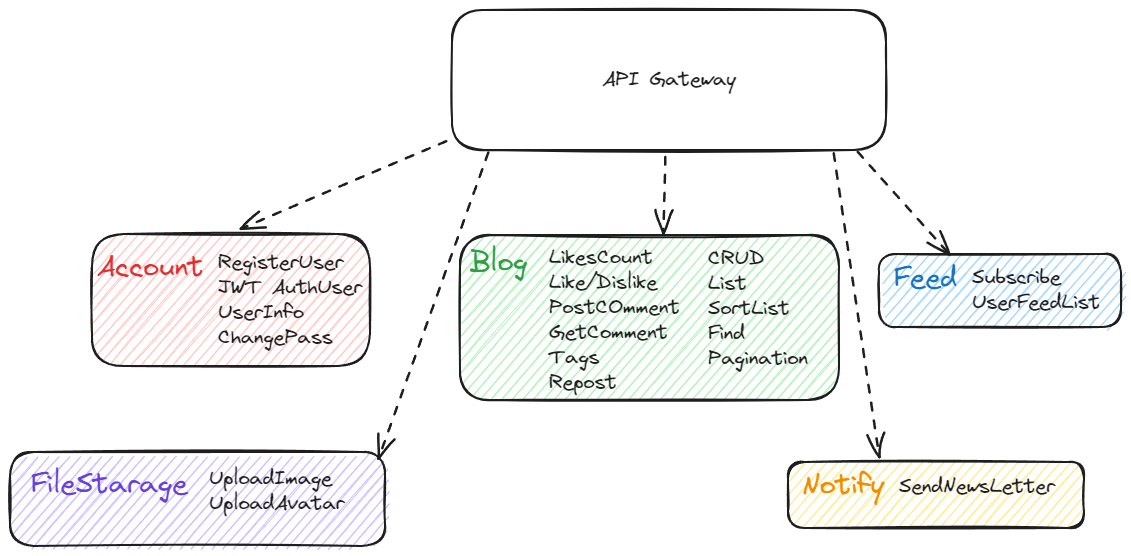 API Gateway
Account
RegisterUser
JWT AuthUser
UserInfo
ChangePass
Blog
LikesCount
Like/Dislike
PostCOmment
GetComment
Tags
Repost
CRUD
List
SortList
Find
Pagination
Feed
Subscribe
UserFeedList
FileStarage
UploadImage
UploadAvatar
Notify
SendNewsLetter